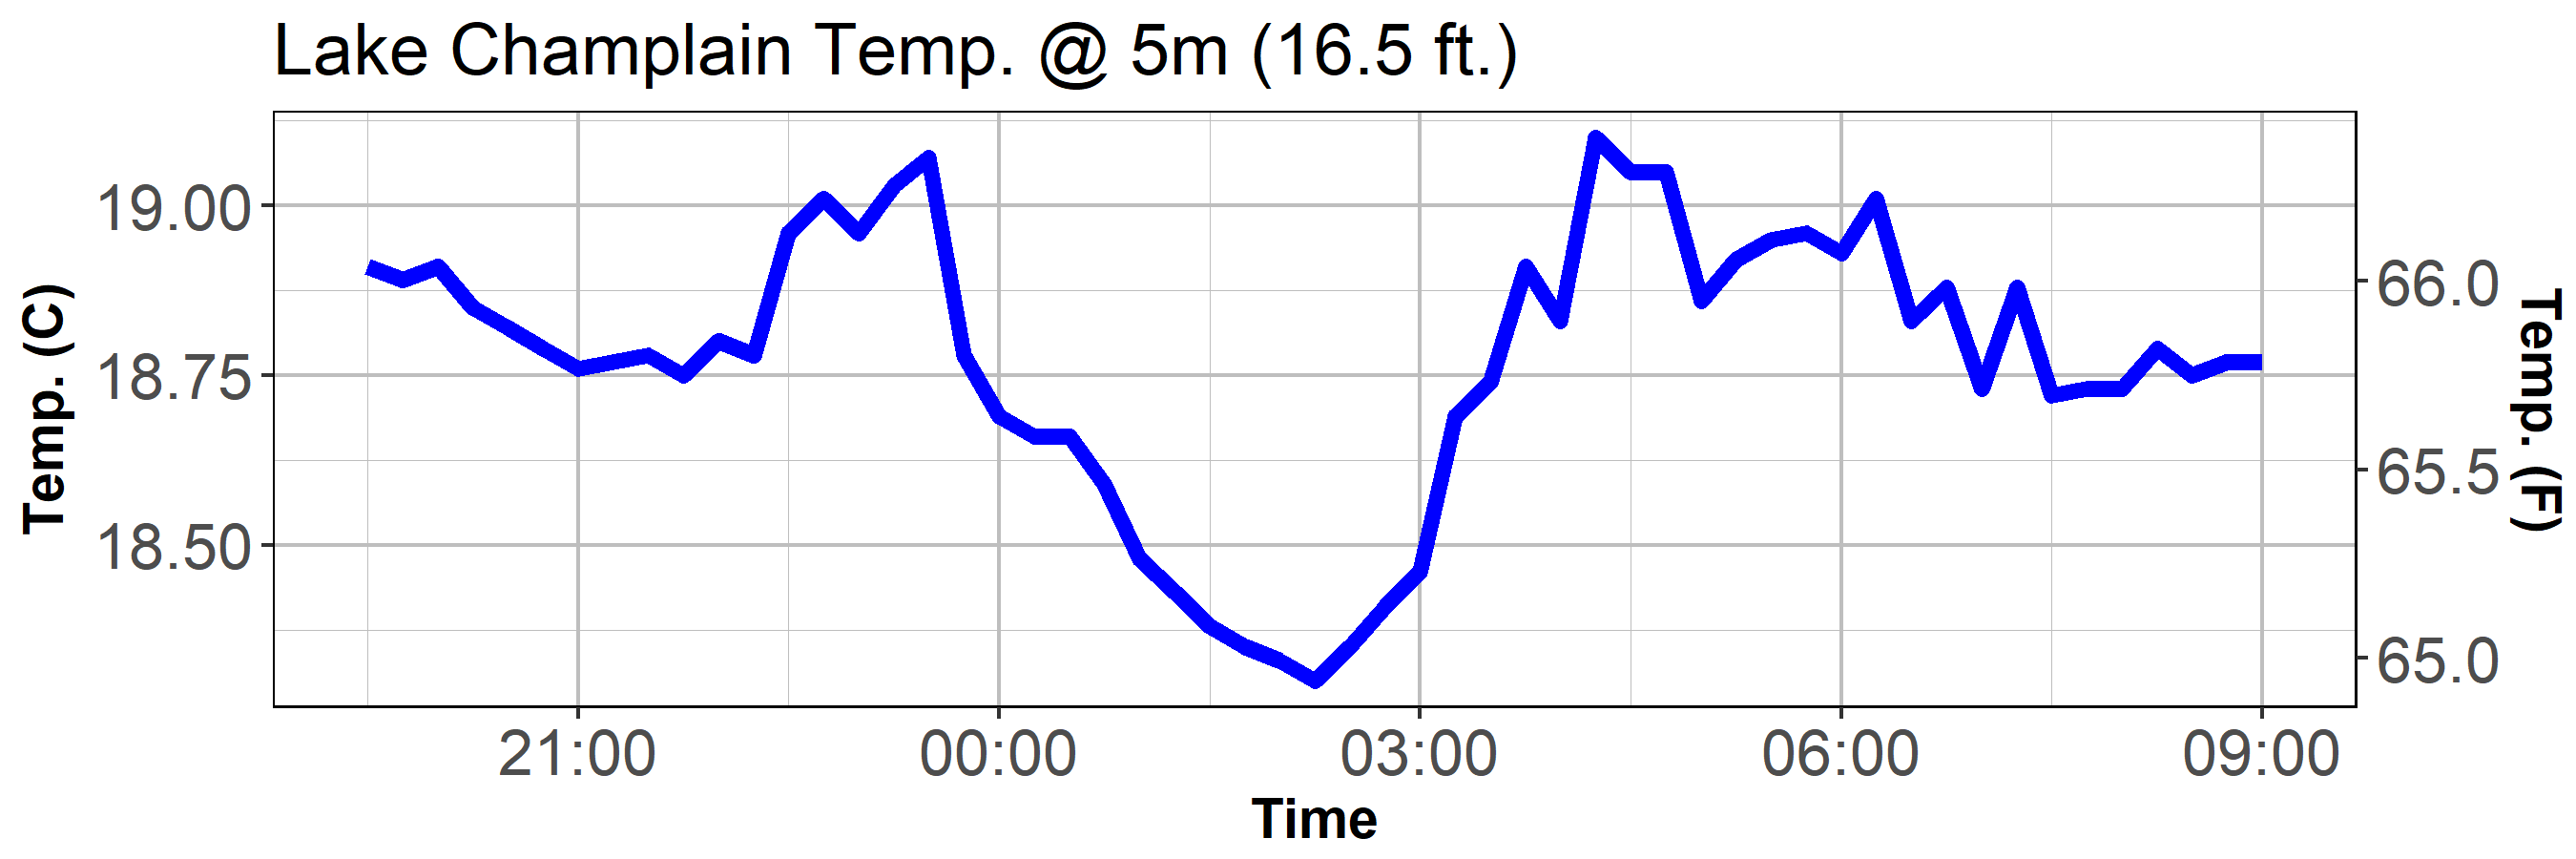 Lake Champlain Temp. @ 5m (16.5 ft.)
Temp. (C)
19.00
18.75
18.50
66.0
65.5
65.0
Temp. (F)
21:00 00:00 03:00 06:00 09:00
Time